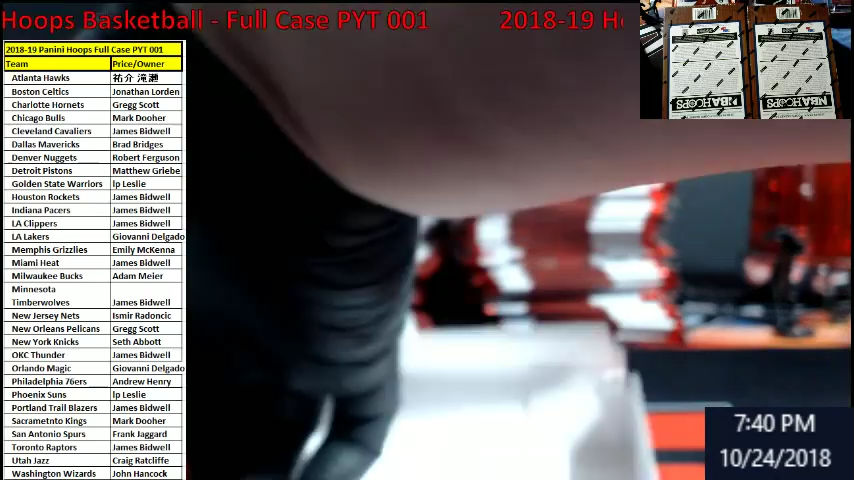 Hoops Basketball - Full Case PYT 001 2018-19 H
2018-19 Panini Hoops Full Case PYT 001
Team Price/Owner
Atlanta Hawks 祐介 滝瀬
Boston Celtics Jonathan Lorden
Charlotte Hornets Gregg Scott
Chicago Bulls Mark Dooher
Cleveland Cavaliers James Bidwell
Dallas Mavericks Brad Bridges
Denver Nuggets Robert Ferguson
Detroit Pistons Matthew Griebe
Golden State Warriors lp Leslie
Houston Rockets James Bidwell
Indiana Pacers James Bidwell
LA Clippers James Bidwell
LA Lakers Giovanni Delgado
Memphis Grizzlies Emily McKenna
Miami Heat James Bidwell
Milwaukee Bucks Adam Meier
Minnesota
Timberwolves James Bidwell
New Jersey Nets Ismir Radoncic
New Orleans Pelicans Gregg Scott
New York Knicks Seth Abbott
OKC Thunder James Bidwell
Orlando Magic Giovanni Delgado
Philadelphia 76ers Andrew Henry
Phoenix Suns lp Leslie
Portland Trail Blazers James Bidwell
Sacrametnto Kings Mark Dooher
San Antonio Spurs Frank Jaggard
Toronto Raptors James Bidwell
Utah Jazz Craig Ratcliffe
Washington Wizards John Hancock
NBA HOOPS
NBA HOOPS
7:40 PM
10/24/2018